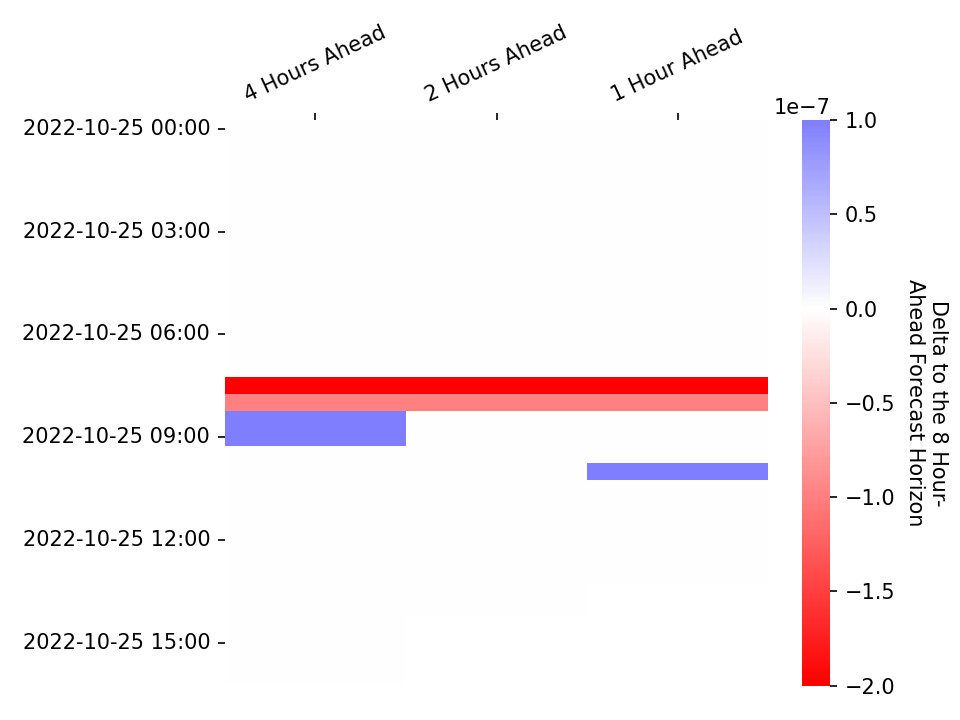 4 Hours Ahead
2 Hours Ahead
1 Hour Ahead
2022-10-25 00:00
2022-10-25 03:00
2022-10-25 06:00
2022-10-25 09:00
2022-10-25 12:00
2022-10-25 15:00
1e−7
1.0
0.5
0.0
−0.5
−1.0
−1.5
−2.0
Delta to the 8 Hour-
Ahead Forecast Horizon